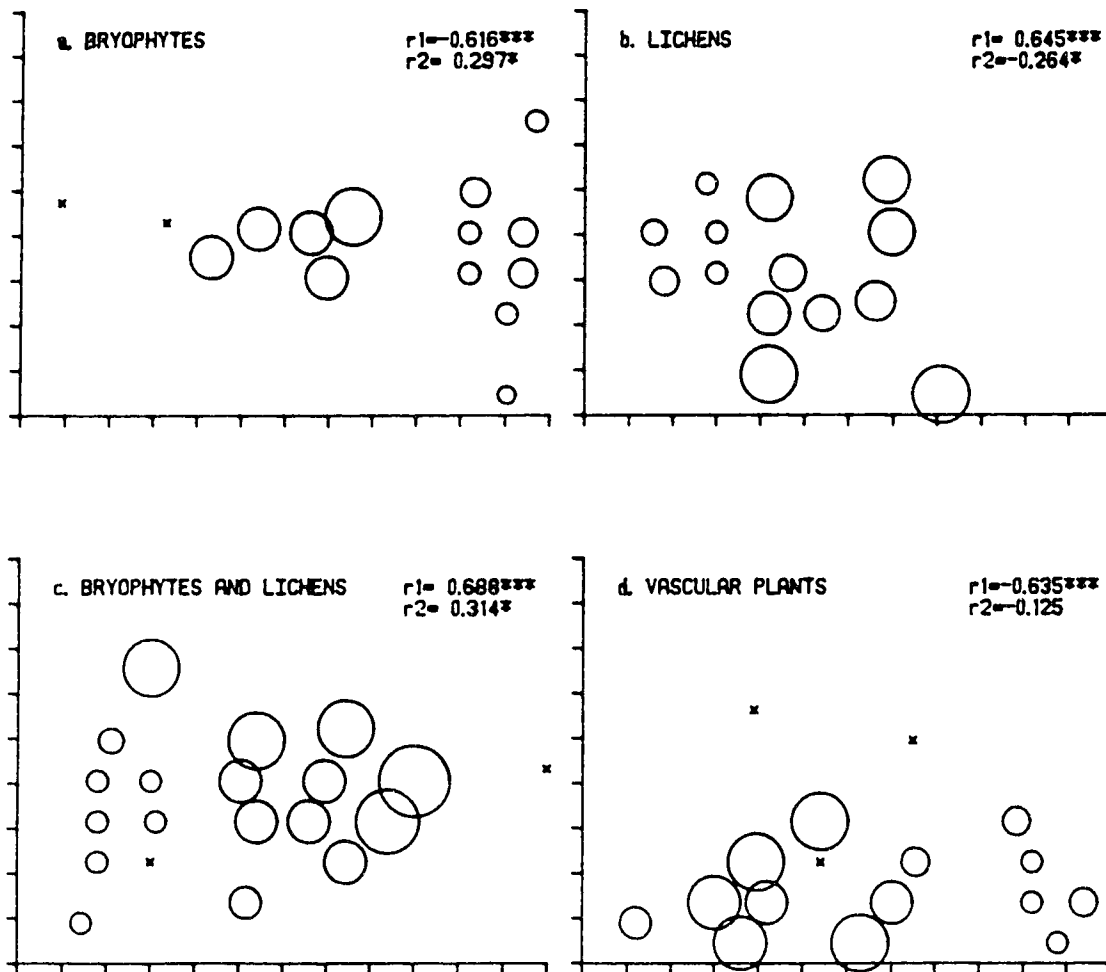 a. BRYOPHYTES r1=-0.616***
r2= 0.297*
b. LICHENS r1= 0.645***
r2=-0.264*
c. BRYOPHYTES AND LICHENS r1= 0.688***
r2= 0.314*
d. VASCULAR PLANTS r1=-0.635***
r2=-0.125